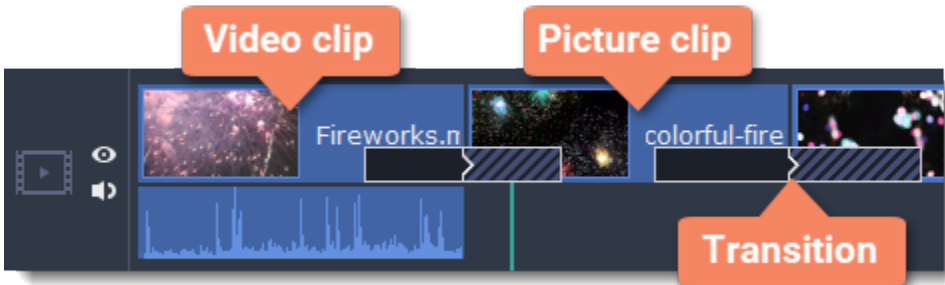 Video clip
Picture clip
Fireworks.m
colorful-fire
Transition